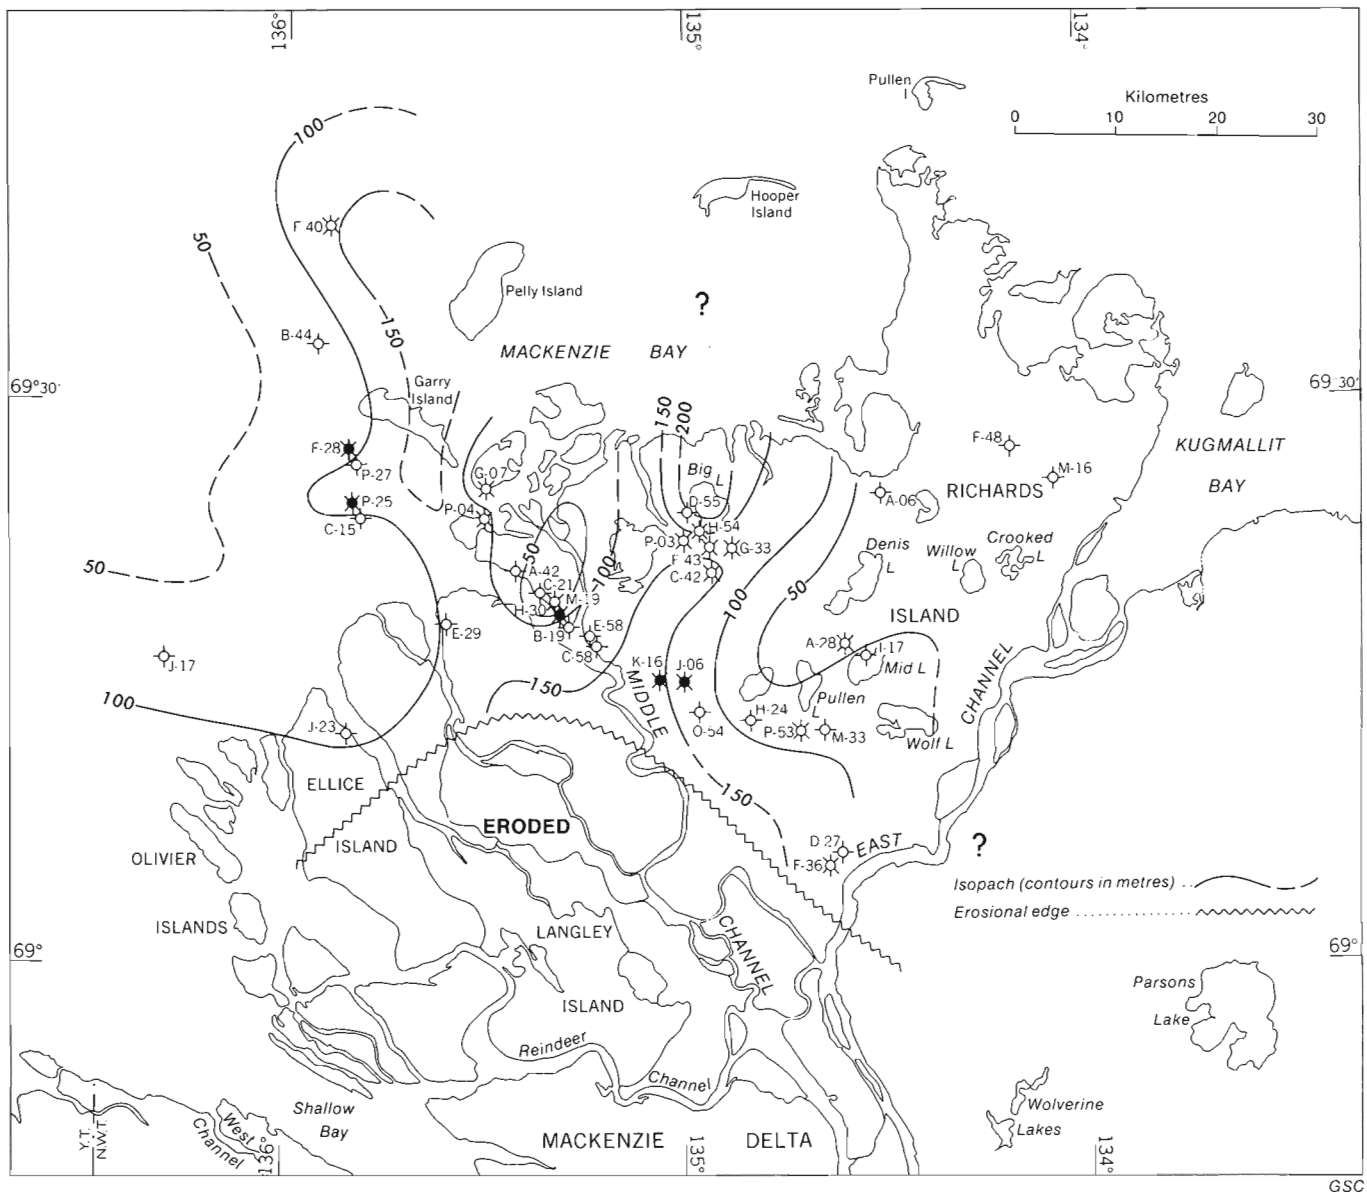 136°
135°
134°
Pullen
I
Kilometres
0 10 20 30
100
Hooper
Island
F 40
50
Pelly Island
?
150
B-44
MACKENZIE BAY
69°30'
69 30'
Garry
Island
150
200
F-48
KUGMALLIT
BAY
F-28
P-27
G-07
Big
L
M-16
RICHARDS
A-06
P-25
C-15
P-04
D-55
H-54
P-03
G-33
F 43
C-42
Denis
L
Willow
L
Crooked
L
50
50
A-42
100
C-21
M-19
H-30
B-19
E-58
C-58
100
50
ISLAND
E-29
A-28
I-17
Mid L
J-17
K-16
J-06
150
MIDDLE
CHANNEL
Pullen
L
100
J-23
O-54
H-24
P-53
M-33
Wolf L
ELLICE
ISLAND
150
ERODED
OLIVIER
ISLANDS
D 27
EAST
F-36
?
Isopach (contours in metres)
Erosional edge
LANGLEY
ISLAND
CHANNEL
69°
69°
Parsons
Lake
Reindeer
Channel
Shallow
Bay
West
Channel
Y.T.
N.W.T.
Wolverine
Lakes
MACKENZIE DELTA
136°
135°
134°
GSC